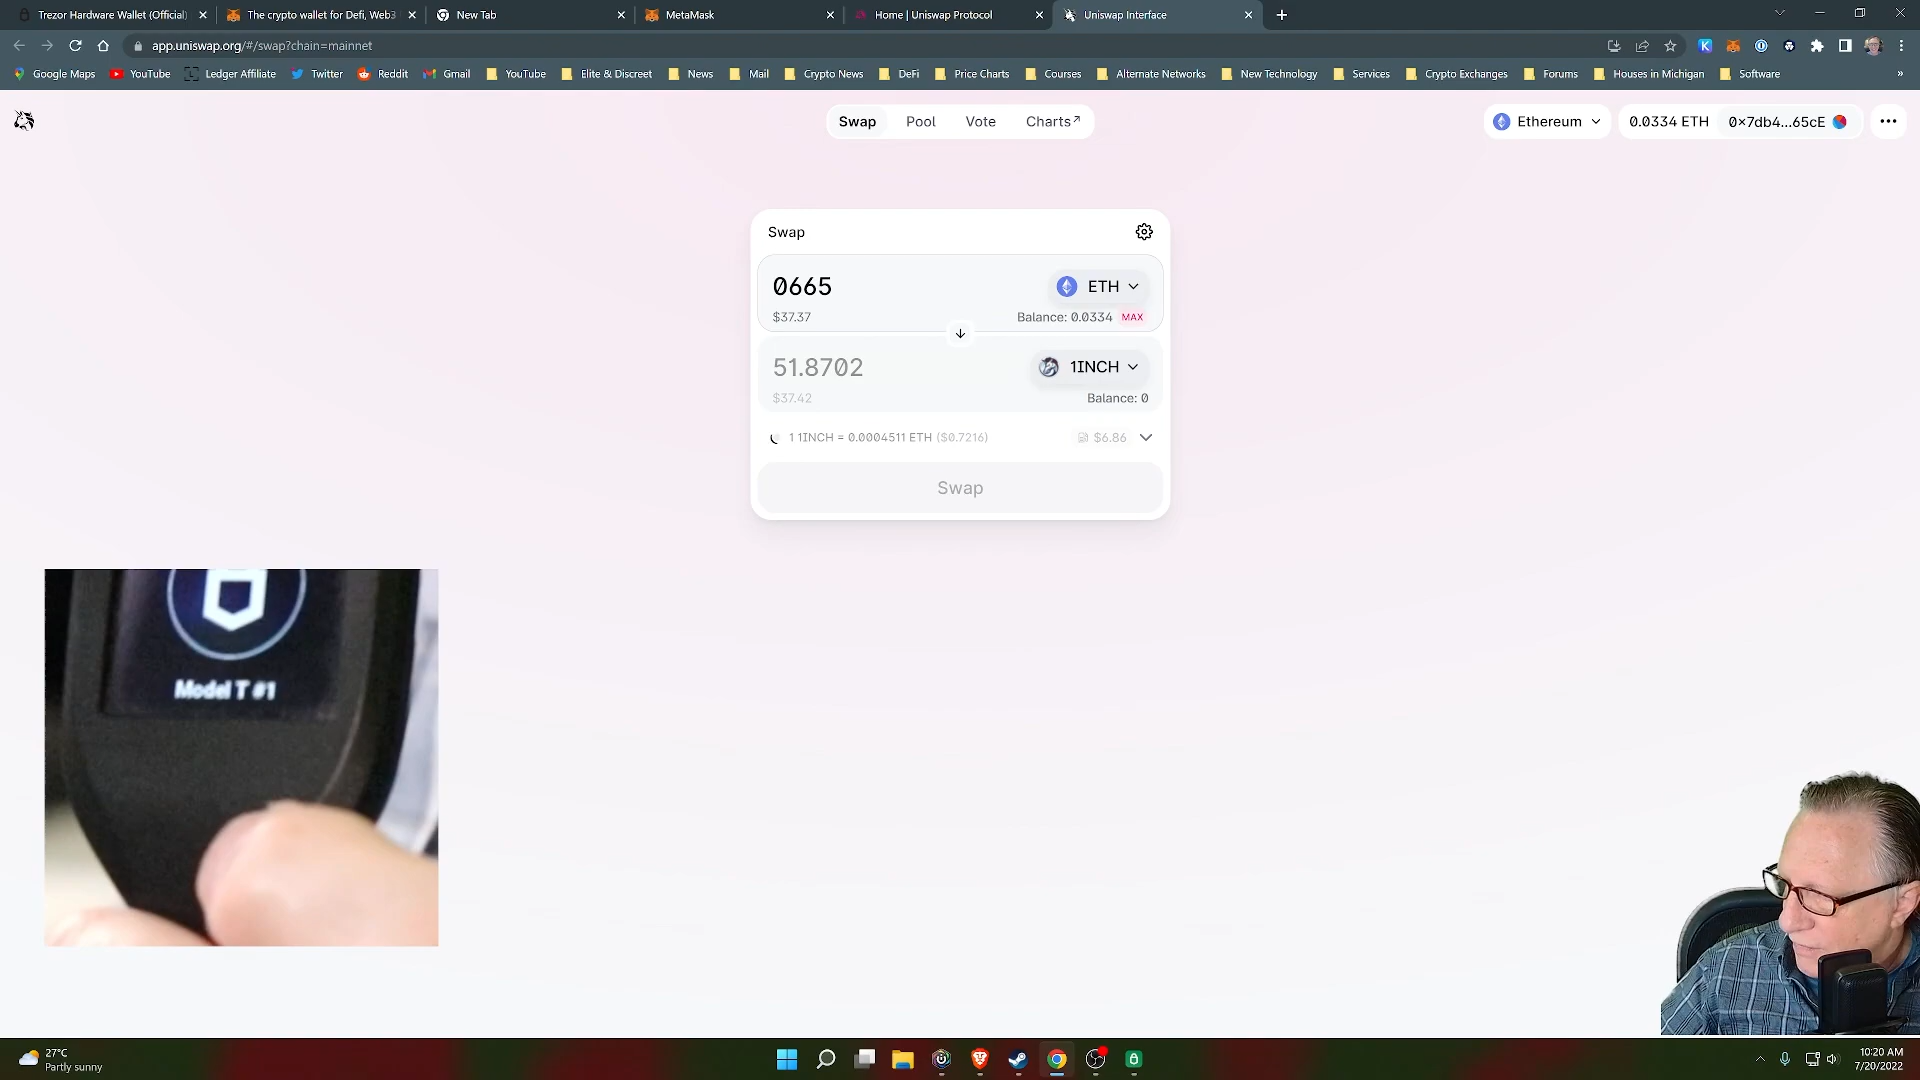 Trezor Hardware Wallet (Official)
The crypto wallet for Defi, Web3
New Tab
MetaMask
Home | Uniswap Protocol
Uniswap Interface
app.uniswap.org/#/swap?chain=mainnet
Google Maps
YouTube
Ledger Affiliate
Twitter
Reddit
Gmail
YouTube
Elite & Discreet
News
Mail
Crypto News
DeFi
Price Charts
Courses
Alternate Networks
New Technology
Services
Crypto Exchanges
Forums
Houses in Michigan
Software
»
Swap
Pool
Vote
Charts↗
Ethereum
0.0334 ETH
0x7db4...65cE
Swap
0665
ETH
$37.37
Balance: 0.0334 MAX
51.8702
1INCH
$37.42
Balance: 0
1 1INCH = 0.0004511 ETH ($0.7216)
$6.86
Swap
Model T #1
27°C
Partly sunny
10:20 AM
7/20/2022